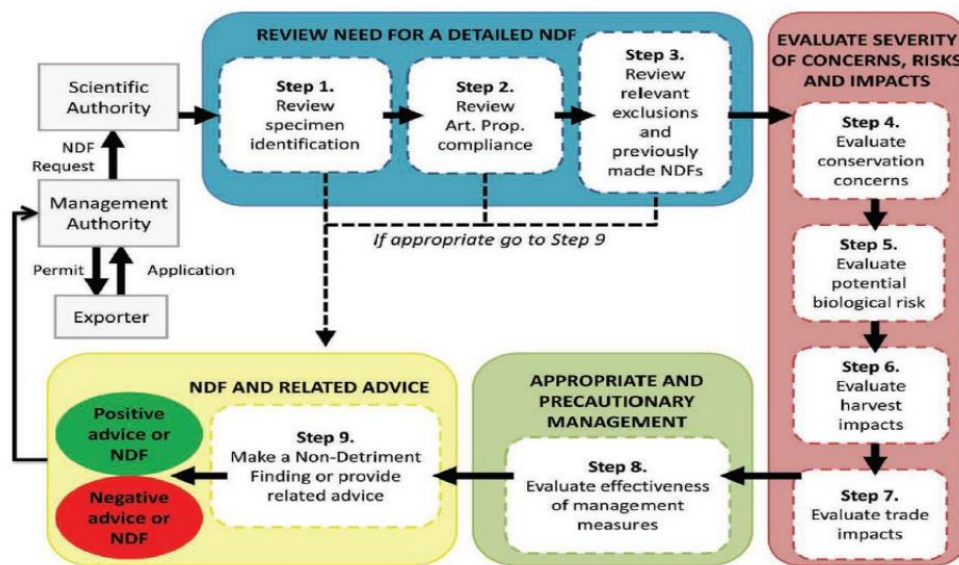 REVIEW NEED FOR A DETAILED NDF
Scientific
Authority
NDF
Request
Management
Authority
Permit
Application
Exporter
Step 1.
Review
specimen
identification
Step 2.
Review
Art. Prop.
compliance
Step 3.
Review
relevant
exclusions
and
previously
made NDFs
If appropriate go to Step 9
EVALUATE SEVERITY
OF CONCERNS, RISKS
AND IMPACTS
Step 4.
Evaluate
conservation
concerns
Step 5.
Evaluate
potential
biological risk
Step 6.
Evaluate
harvest
impacts
Step 7.
Evaluate trade
impacts
APPROPRIATE AND
PRECAUTIONARY
MANAGEMENT
Step 8.
Evaluate effectiveness
of management
measures
NDF AND RELATED ADVICE
Step 9.
Make a Non-Detriment
Finding or provide
related advice
Positive
advice or
NDF
Negative
advice or
NDF